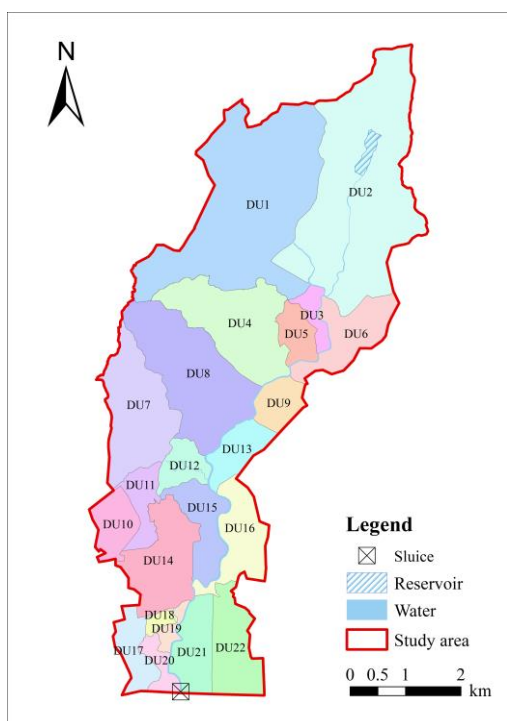 N
DU1
DU2
DU3
DU4
DU5
DU6
DU7
DU8
DU9
DU13
DU12
DU11
DU10
DU15
DU16
DU14
DU18
DU19
DU17
DU20
DU21
DU22
Legend
Sluice
Reservoir
Water
Study area
0 0.5 1 2
km